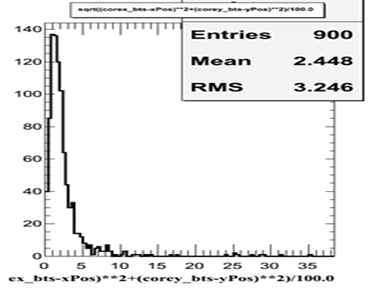 sqrt((corex_bts-xPos)**2+(corey_bts-yPos)**2)/100.0
Entries 900
Mean 2.448
RMS 3.246
140
120
100
80
60
40
20
0
0 5 10 15 20 25 30 35
ex_bts-xPos)**2+(corey_bts-yPos)**2)/100.0